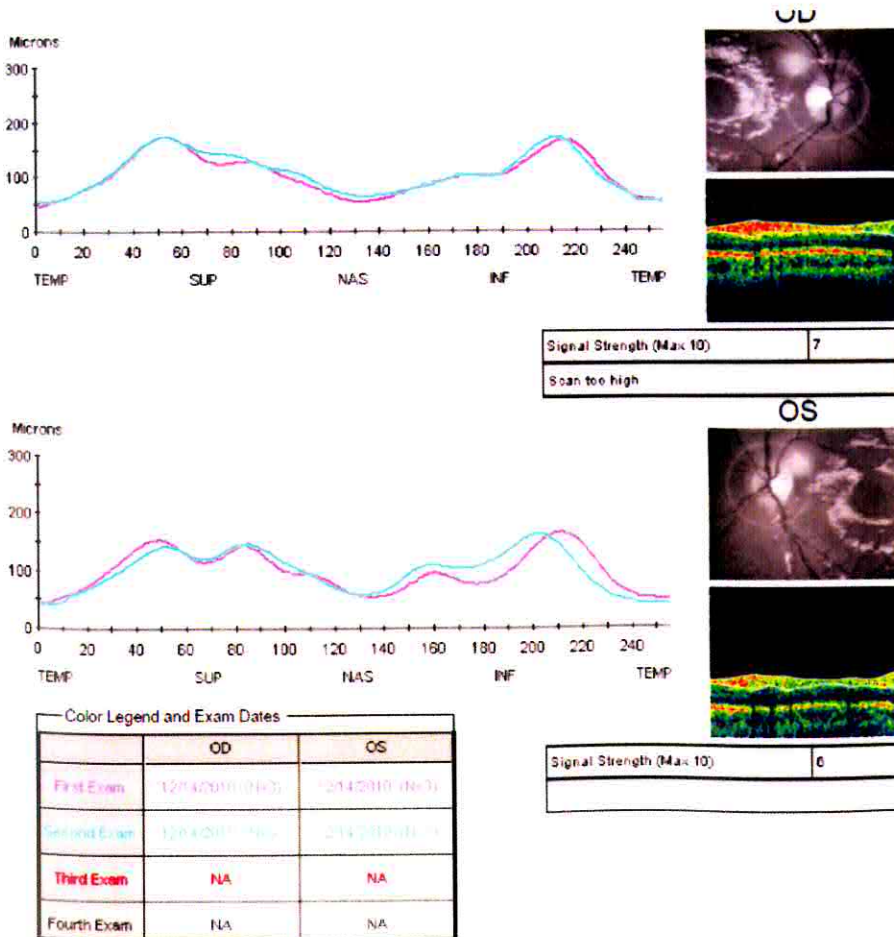 OD
Microns
300
200
100
0
0 20 40 60 80 100 120 140 160 180 200 220 240
TEMP SUP NAS INF TEMP
Signal Strength (Max 10) 7
Scan too high
OS
Microns
300
200
100
0
0 20 40 60 80 100 120 140 160 180 200 220 240
TEMP SUP NAS INF TEMP
Signal Strength (Max 10) 6
Color Legend and Exam Dates
OD OS
First Exam
Second Exam
Third Exam NA NA
Fourth Exam NA NA